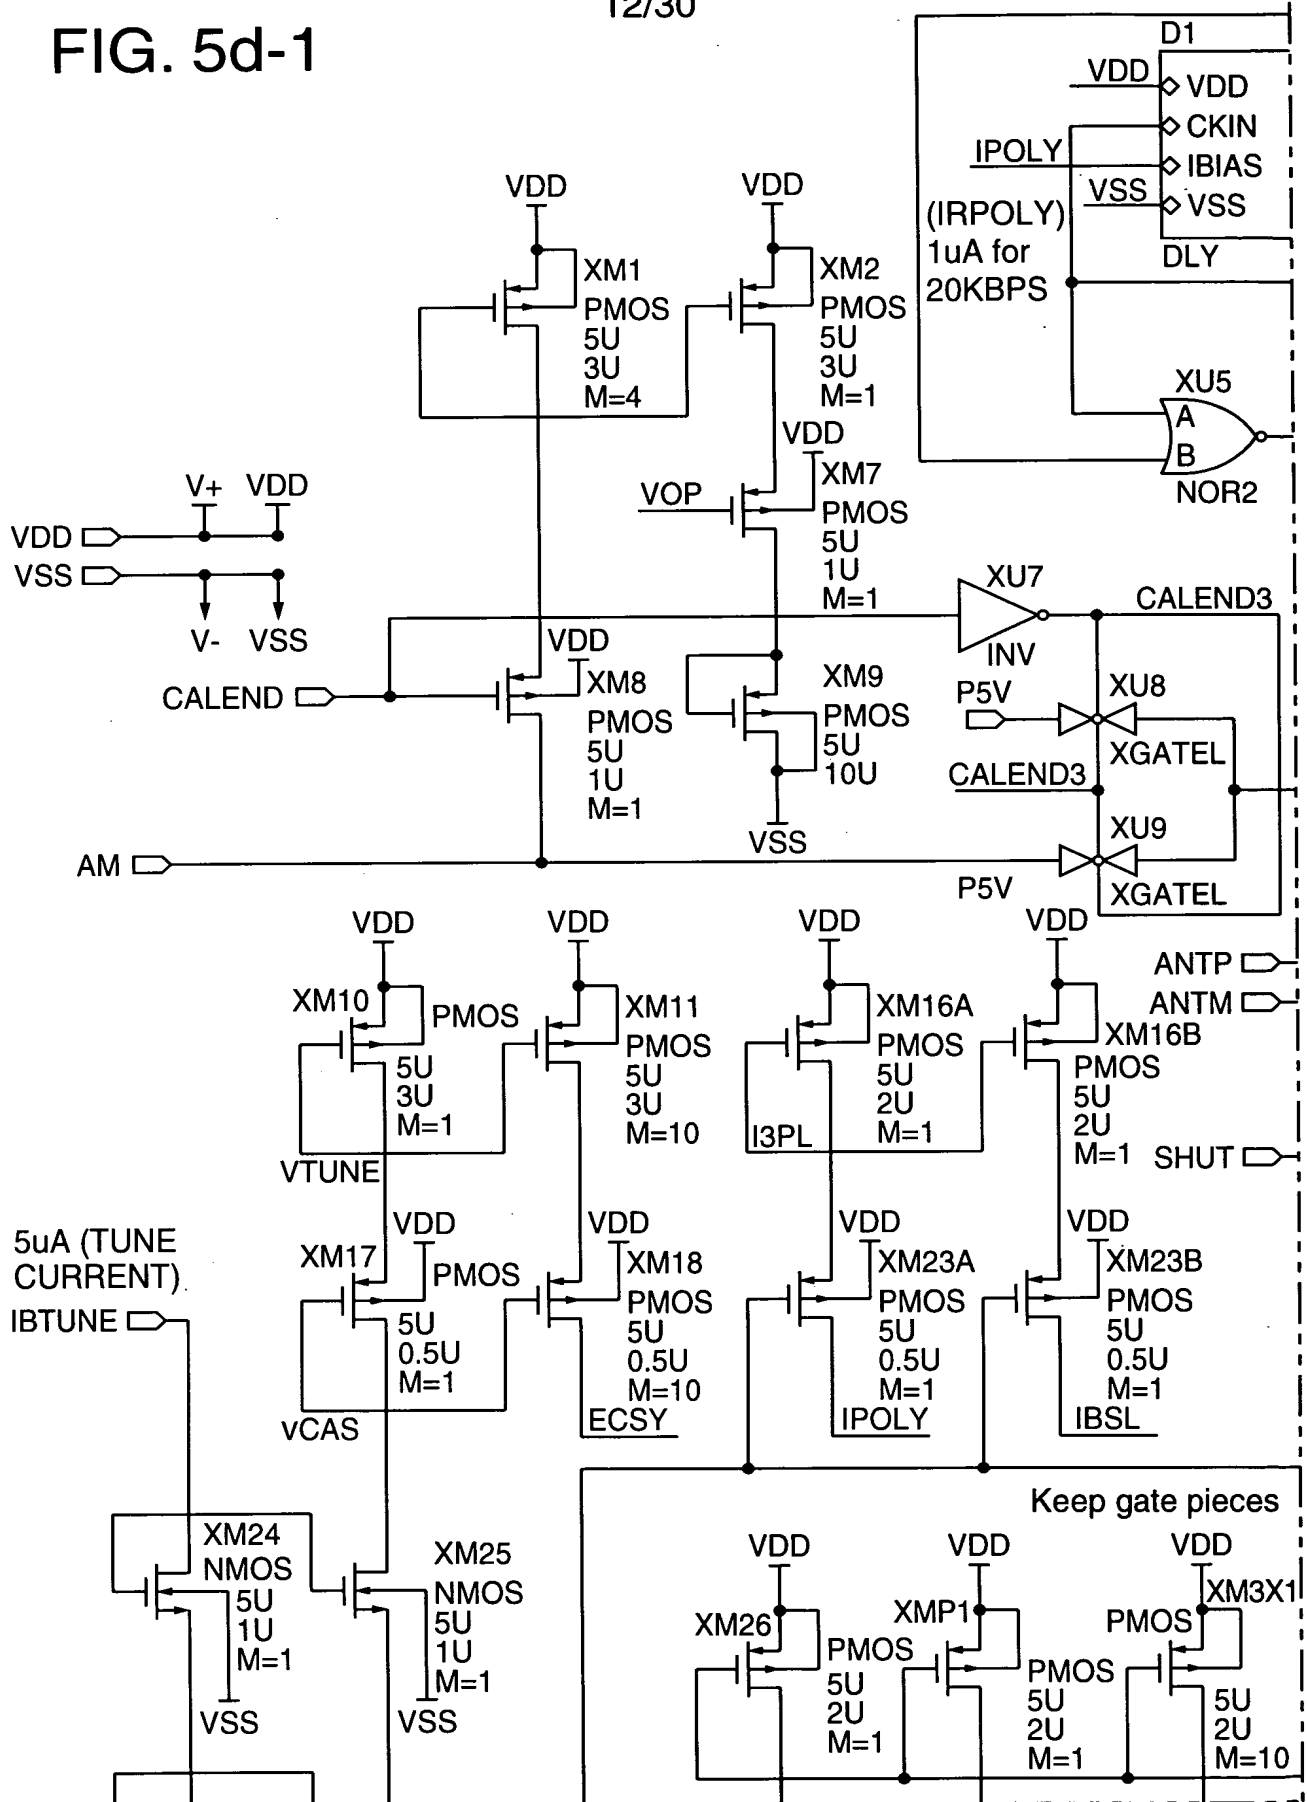 12/30
FIG. 5d-1
D1
VDD
VDD
CKIN
IPOLY
IBIAS
VSS
VSS
(IRPOLY)
1uA for
20KBPS
DLY
VDD
XM1
PMOS
5U
3U
M=4
VDD
XM2
PMOS
5U
3U
M=1
XU5
A
B
NOR2
VDD
XM7
VOP
PMOS
5U
1U
M=1
V+
VDD
VDD
VSS
V-
VSS
XU7
INV
CALEND3
CALEND
VDD
XM8
PMOS
5U
1U
M=1
XM9
PMOS
5U
10U
VSS
P5V
XU8
XGATEL
CALEND3
XU9
P5V
XGATEL
AM
VDD
XM10
PMOS
5U
3U
M=1
VTUNE
VDD
XM11
PMOS
5U
3U
M=10
VDD
XM16A
PMOS
5U
2U
M=1
I3PL
VDD
XM16B
PMOS
5U
2U
M=1
ANTP
ANTM
SHUT
5uA (TUNE
CURRENT)
IBTUNE
VDD
XM17
PMOS
5U
0.5U
M=1
vCAS
VDD
XM18
PMOS
5U
0.5U
M=10
ECSY
VDD
XM23A
PMOS
5U
0.5U
M=1
IPOLY
VDD
XM23B
PMOS
5U
0.5U
M=1
IBSL
Keep gate pieces
XM24
NMOS
5U
1U
M=1
VSS
XM25
NMOS
5U
1U
M=1
VSS
VDD
XM26
PMOS
5U
2U
M=1
VDD
XMP1
PMOS
5U
2U
M=1
VDD
XM3X1
PMOS
5U
2U
M=10